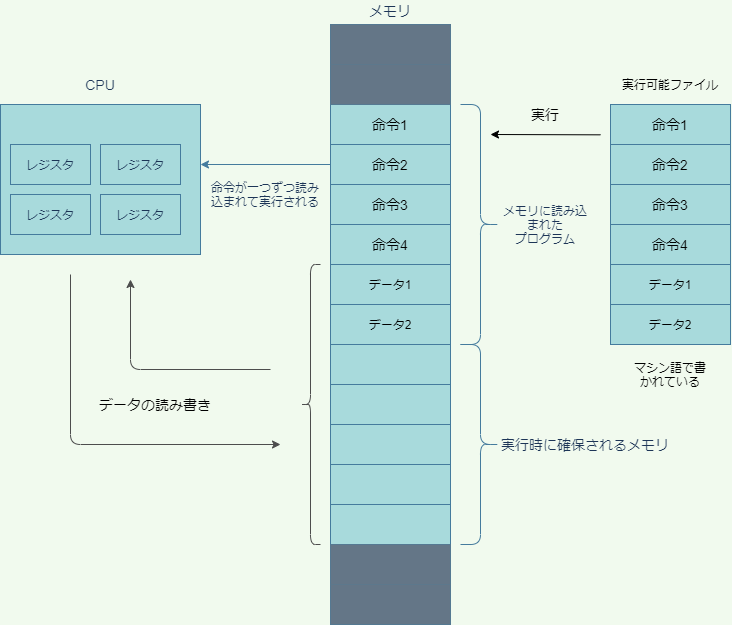 メモリ
CPU
実行可能ファイル
レジスタ
レジスタ
レジスタ
レジスタ
命令が一つずつ読み
込まれて実行される
命令1
命令2
命令3
命令4
データ1
データ2
実行
メモリに読み込
まれた
プログラム
命令1
命令2
命令3
命令4
データ1
データ2
マシン語で書
かれている
データの読み書き
実行時に確保されるメモリ